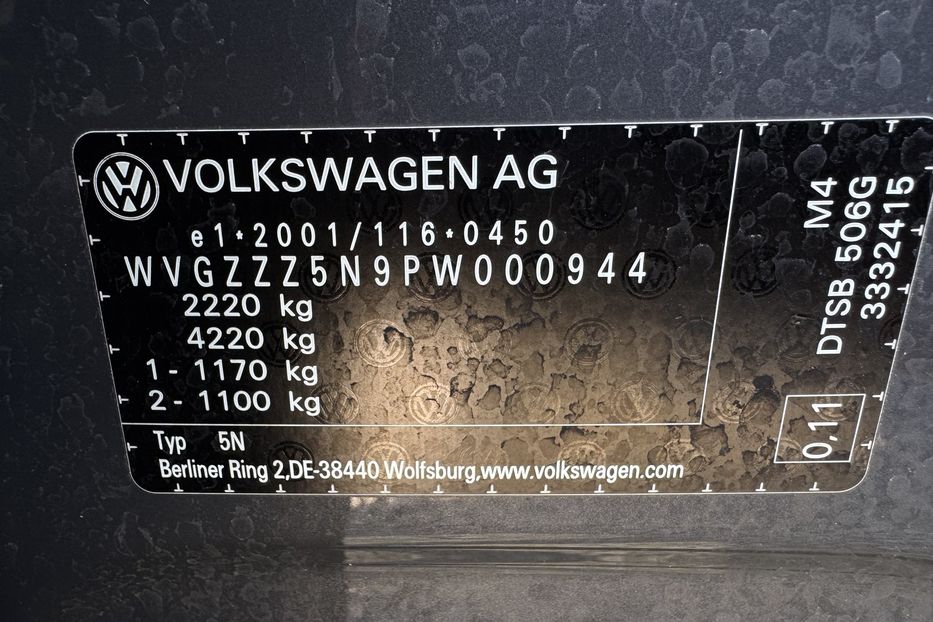 VOLKSWAGEN AG
e1*2001/116*0450
WVGZZZ5N9PW000944
2220 kg
4220 kg
1 - 1170 kg
2 - 1100 kg
Typ 5N
Berliner Ring 2,DE-38440 Wolfsburg,www.volkswagen.com
M4
DTSB 506G
3332415
0,11